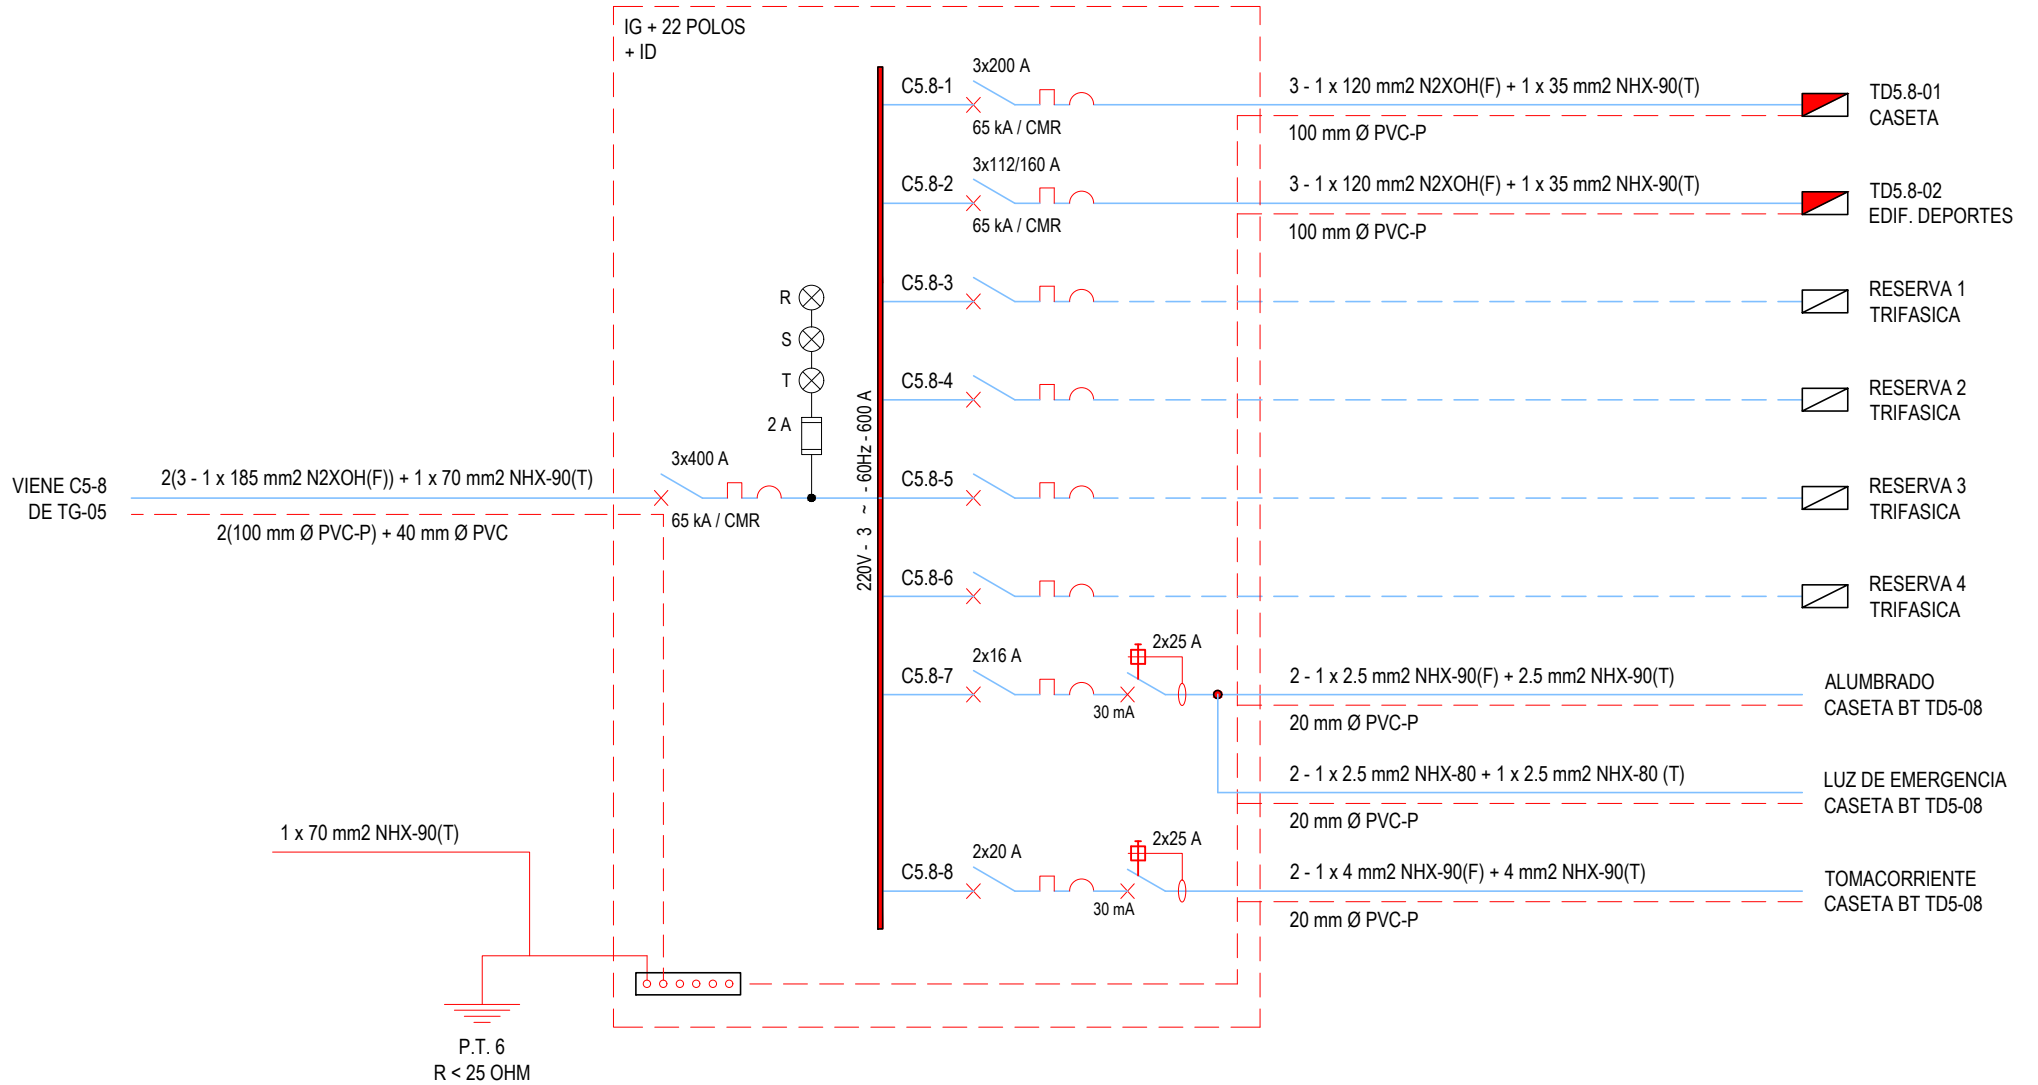 IG + 22 POLOS
+ ID
C5.8-1
3x200 A
65 kA / CMR
3 - 1 x 120 mm2 N2XOH(F) + 1 x 35 mm2 NHX-90(T)
100 mm Ø PVC-P
TD5.8-01
CASETA
C5.8-2
3x112/160 A
65 kA / CMR
3 - 1 x 120 mm2 N2XOH(F) + 1 x 35 mm2 NHX-90(T)
100 mm Ø PVC-P
TD5.8-02
EDIF. DEPORTES
C5.8-3
RESERVA 1
TRIFASICA
R
S
T
2 A
C5.8-4
RESERVA 2
TRIFASICA
220V - 3 ~ - 60Hz - 600 A
VIENE C5-8
DE TG-05
2(3 - 1 x 185 mm2 N2XOH(F)) + 1 x 70 mm2 NHX-90(T)
2(100 mm Ø PVC-P) + 40 mm Ø PVC
3x400 A
65 kA / CMR
C5.8-5
RESERVA 3
TRIFASICA
C5.8-6
RESERVA 4
TRIFASICA
C5.8-7
2x16 A
2x25 A
30 mA
2 - 1 x 2.5 mm2 NHX-90(F) + 2.5 mm2 NHX-90(T)
20 mm Ø PVC-P
ALUMBRADO
CASETA BT TD5-08
2 - 1 x 2.5 mm2 NHX-80 + 1 x 2.5 mm2 NHX-80 (T)
20 mm Ø PVC-P
LUZ DE EMERGENCIA
CASETA BT TD5-08
C5.8-8
2x20 A
2x25 A
30 mA
2 - 1 x 4 mm2 NHX-90(F) + 4 mm2 NHX-90(T)
20 mm Ø PVC-P
TOMACORRIENTE
CASETA BT TD5-08
1 x 70 mm2 NHX-90(T)
P.T. 6
R < 25 OHM